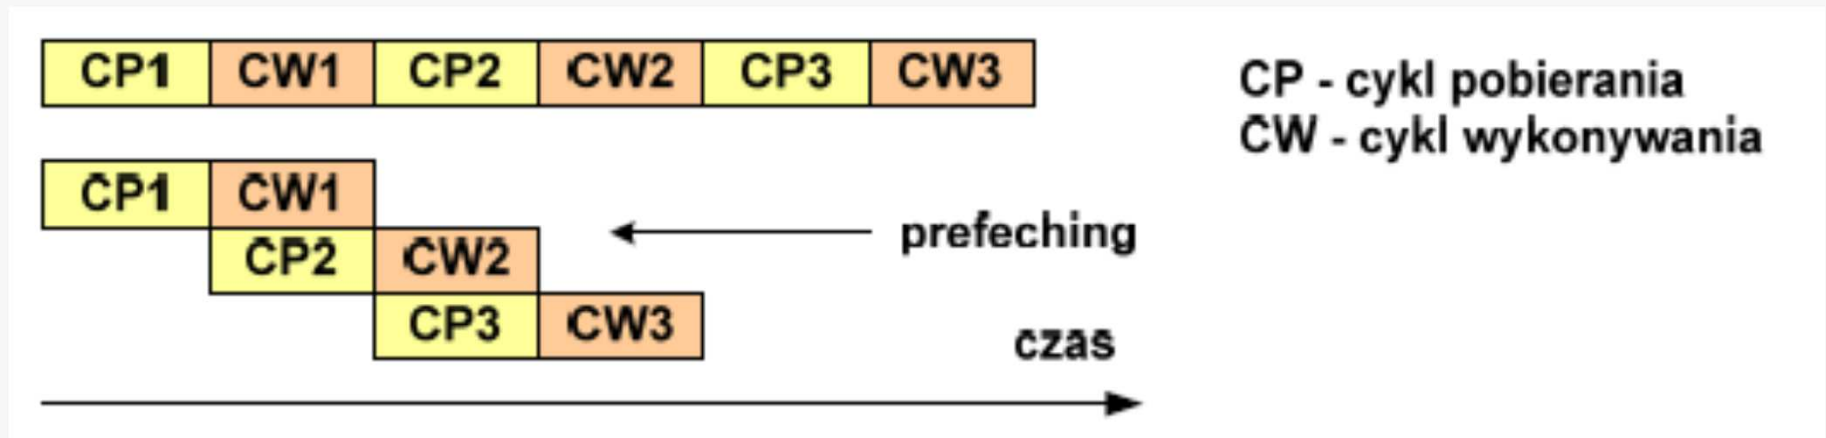 CP1 CW1 CP2 CW2 CP3 CW3
CP - cykl pobierania
CW - cykl wykonywania
CP1 CW1
prefeching
CP2 CW2
CP3 CW3
czas